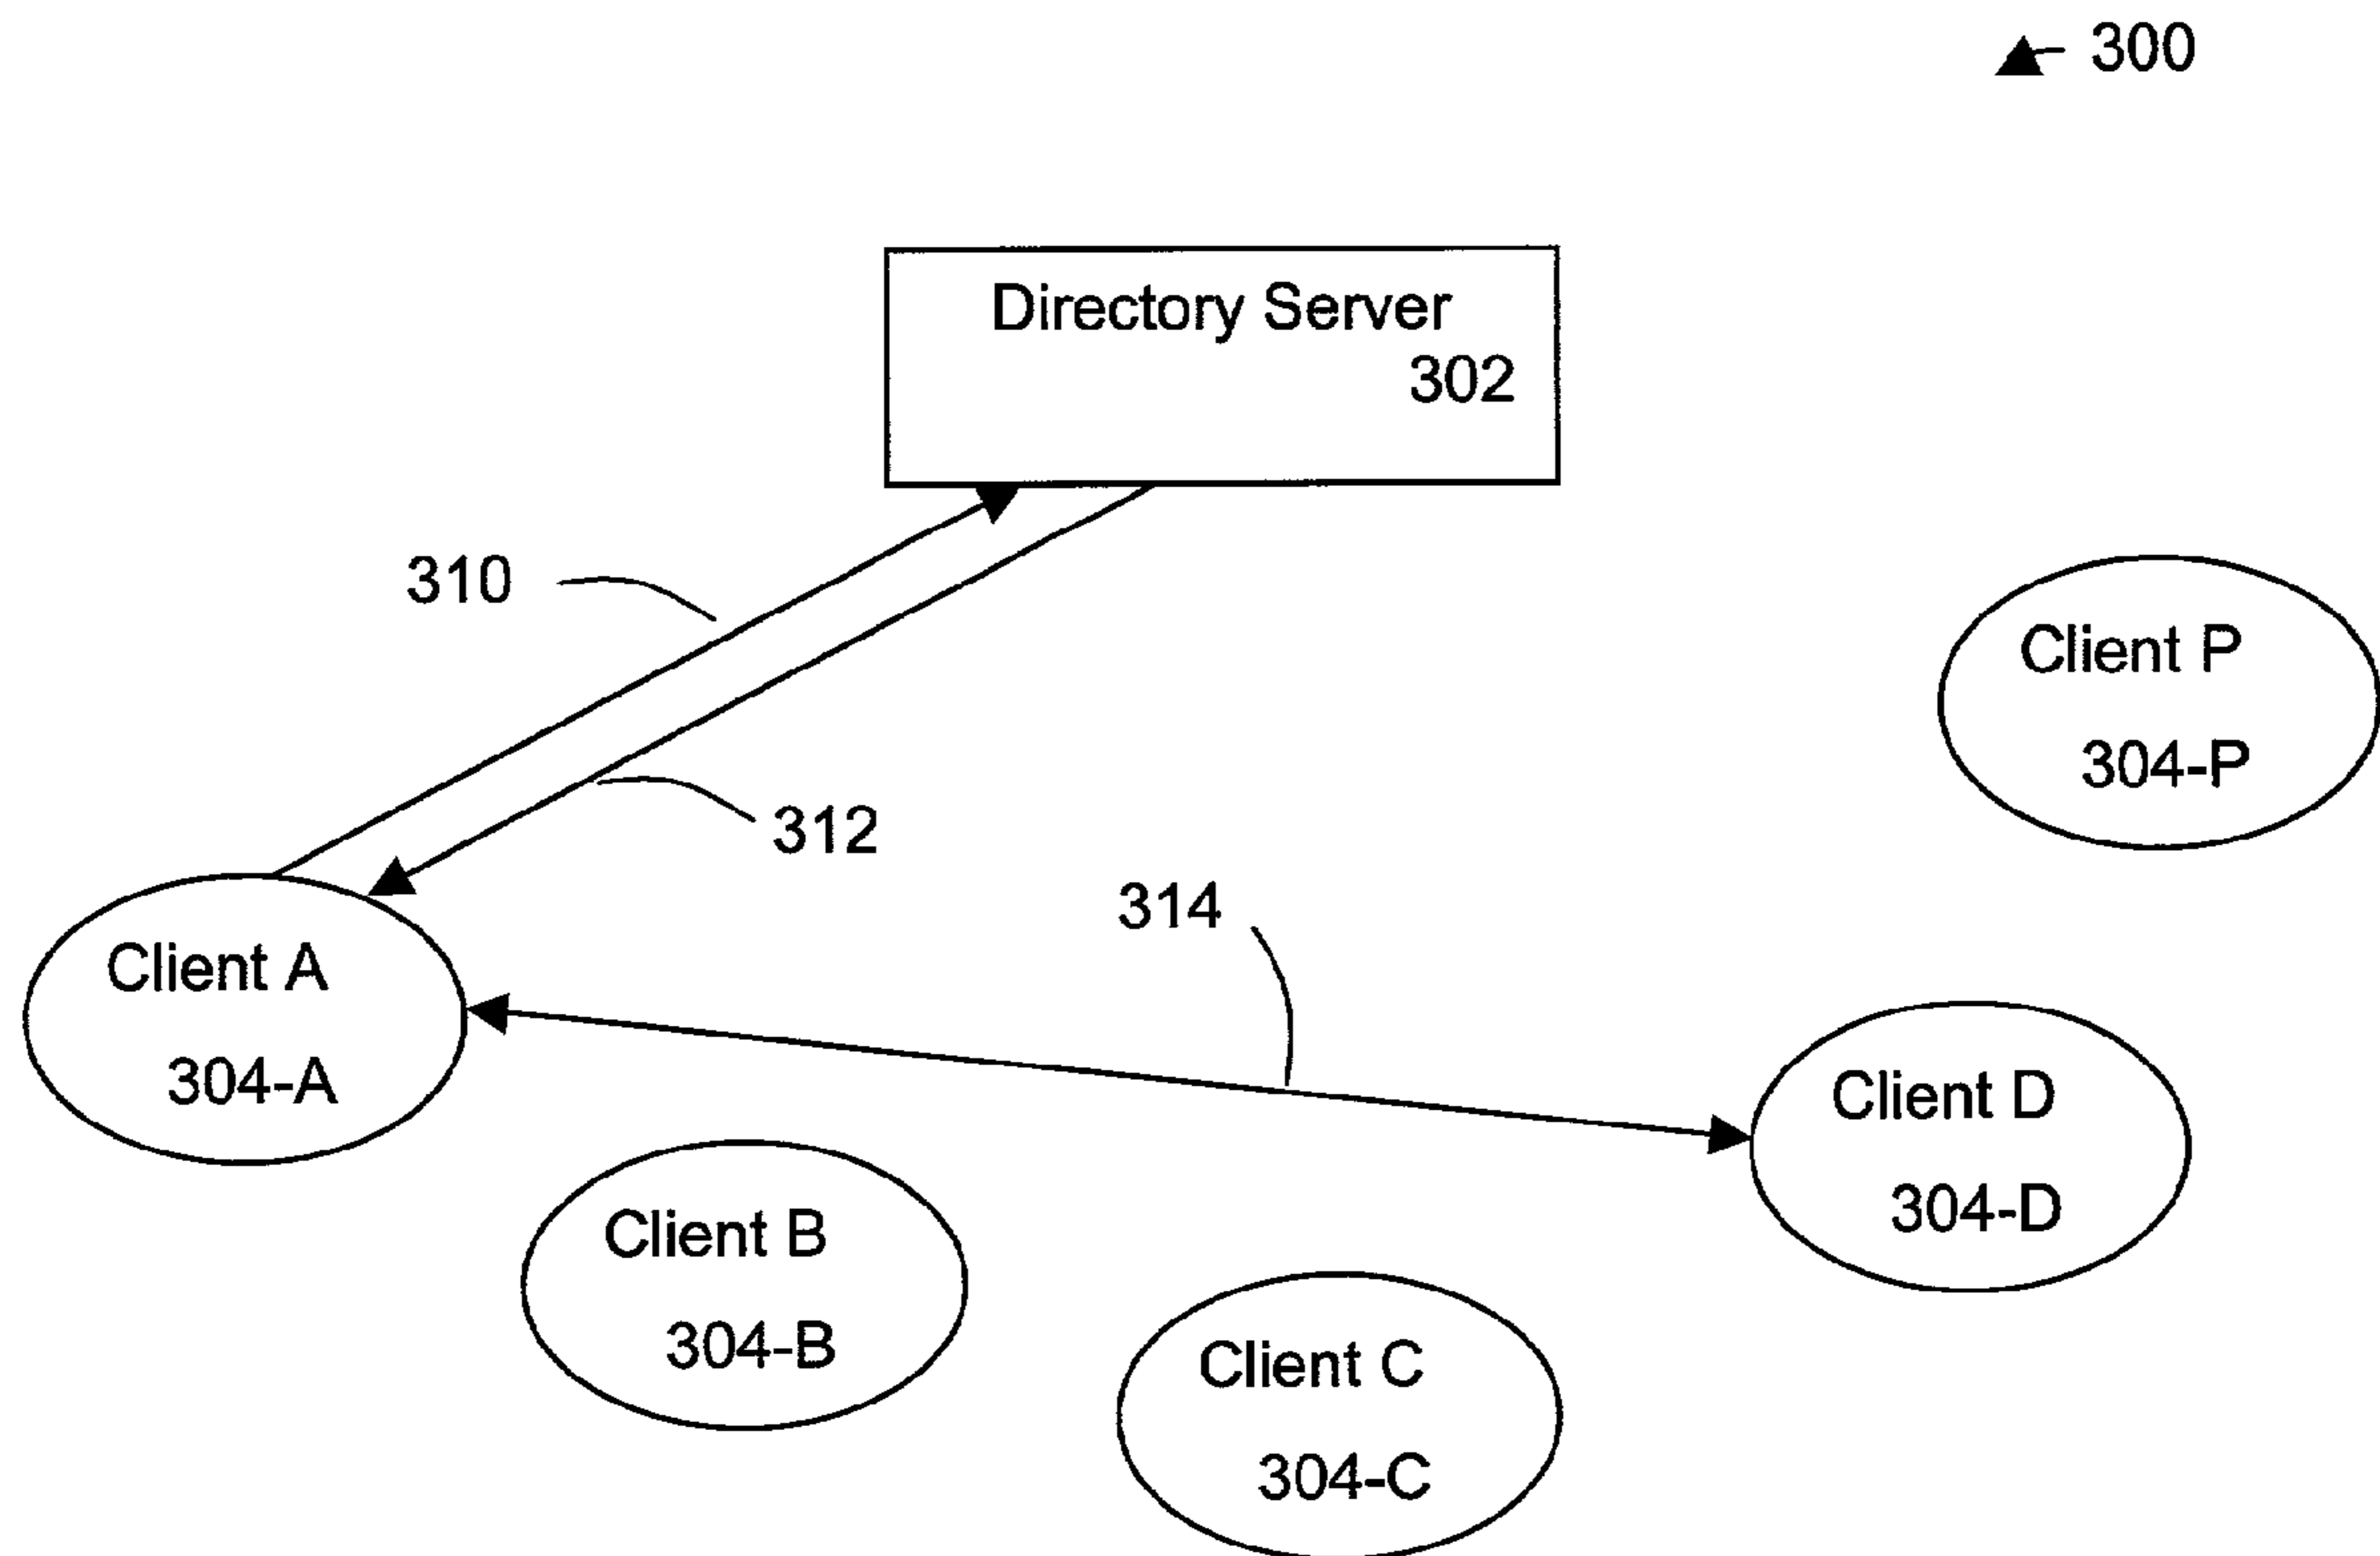 300
Directory Server
302
310
312
Client P
304-P
314
Client A
304-A
Client D
304-D
Client B
304-B
Client C
304-C